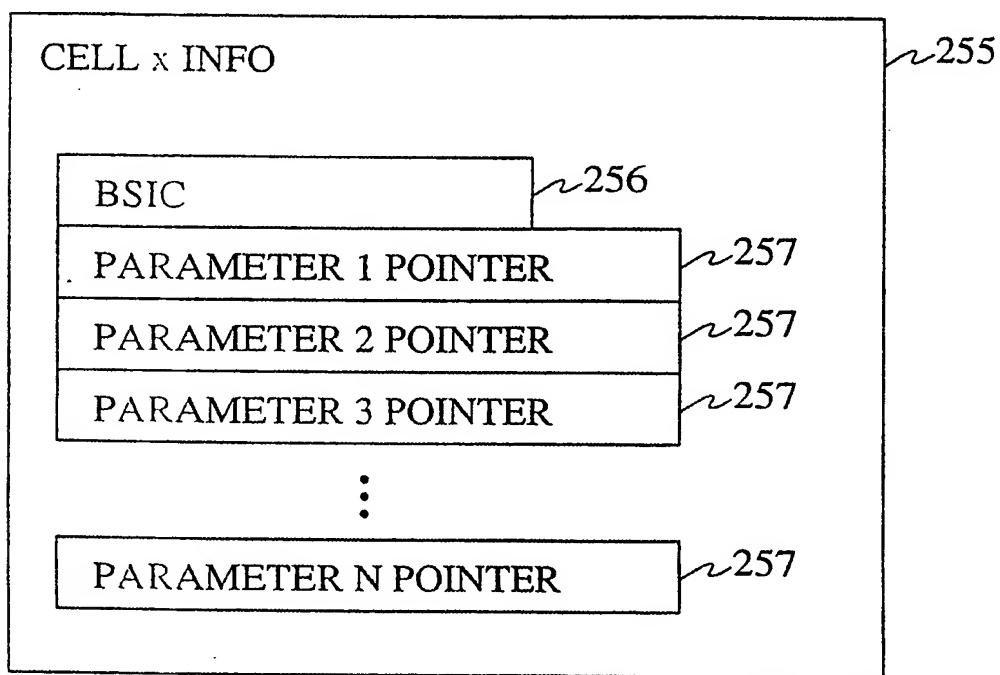 CELL x INFO
255
BSIC
256
PARAMETER 1 POINTER
257
PARAMETER 2 POINTER
257
PARAMETER 3 POINTER
257
PARAMETER N POINTER
257